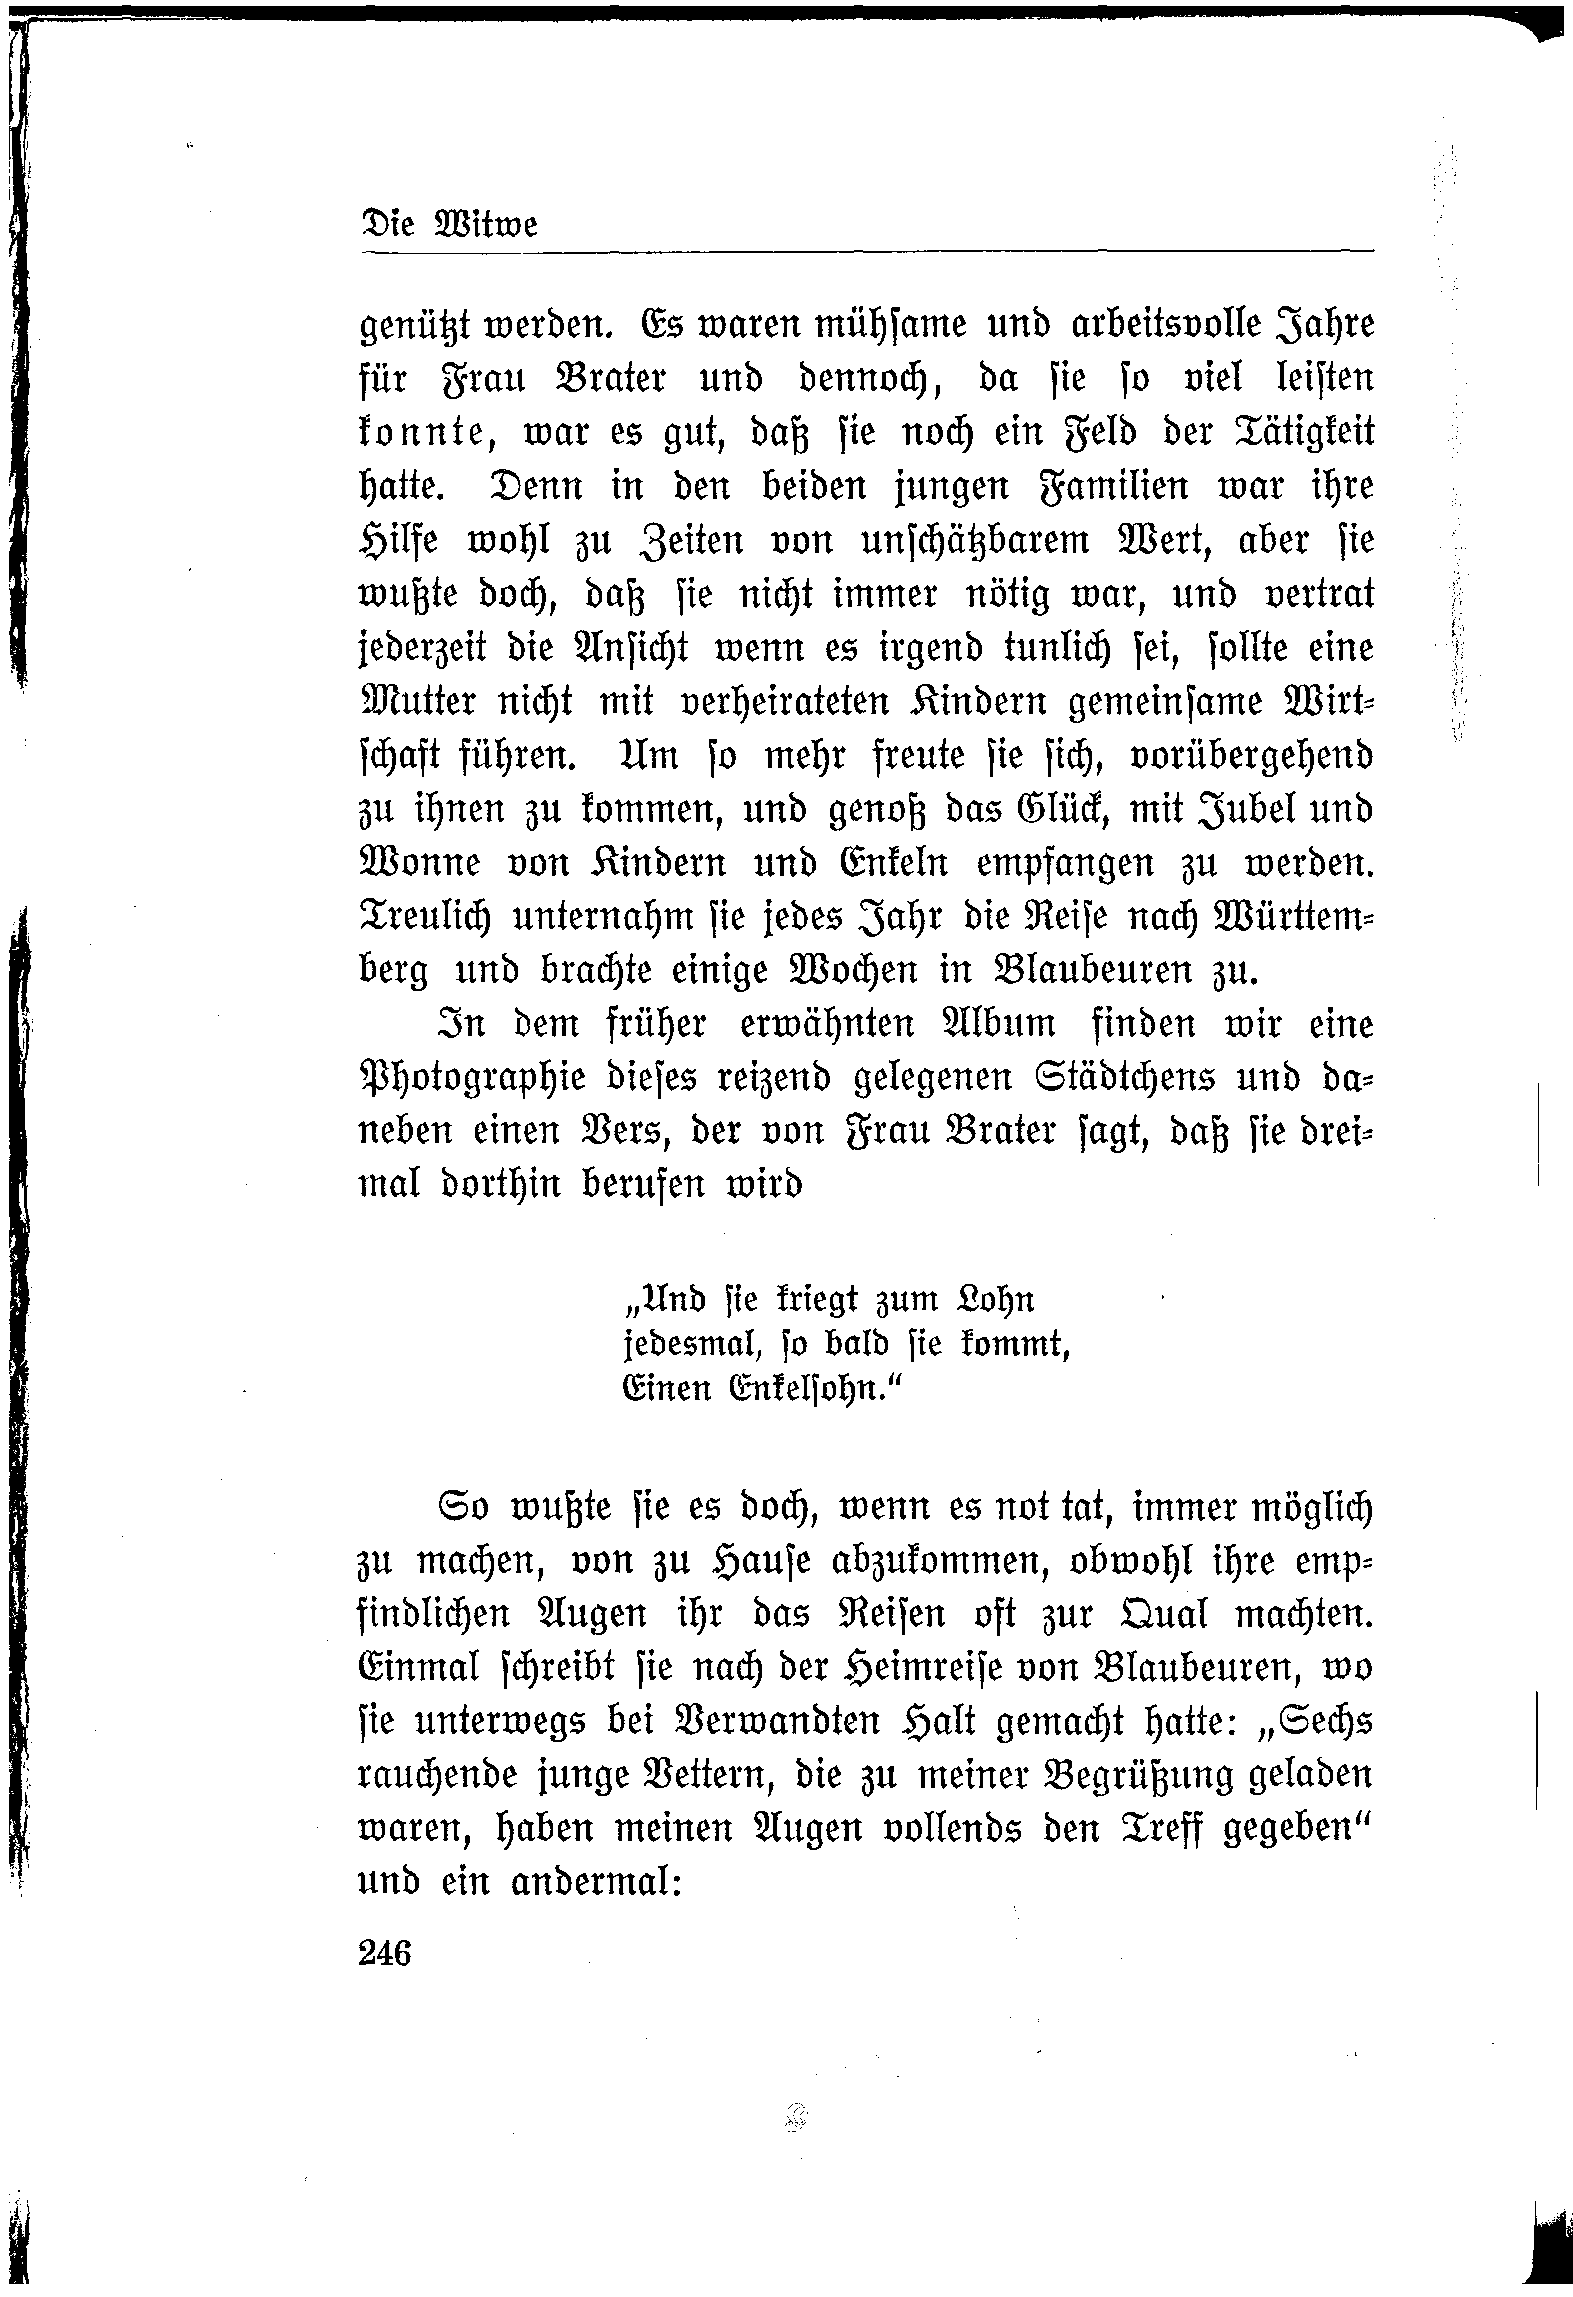 Die Witwe
genützt werden. Es waren mühsame und arbeitsvolle Jahre
für Frau Brater und dennoch, da sie so viel leisten
konnte, war es gut, daß sie noch ein Feld der Tätigkeit
hatte. Denn in den beiden jungen Familien war ihre
Hilfe wohl zu Zeiten von unschätzbarem Wert, aber sie
wußte doch, daß sie nicht immer nötig war, und vertrat
jederzeit die Ansicht wenn es irgend tunlich sei, sollte eine
Mutter nicht mit verheirateten Kindern gemeinsame Wirt-
schaft führen. Um so mehr freute sie sich, vorübergehend
zu ihnen zu kommen, und genoß das Glück, mit Jubel und
Wonne von Kindern und Enkeln empfangen zu werden.
Treulich unternahm sie jedes Jahr die Reise nach Württem-
berg und brachte einige Wochen in Blaubeuren zu.
In dem früher erwähnten Album finden wir eine
Photographie dieses reizend gelegenen Städtchens und da-
neben einen Vers, der von Frau Brater sagt, daß sie drei-
mal dorthin berufen wird
„Und sie kriegt zum Lohn
jedesmal, so bald sie kommt,
Einen Enkelsohn.“
So wußte sie es doch, wenn es not tat, immer möglich
zu machen, von zu Hause abzukommen, obwohl ihre emp-
findlichen Augen ihr das Reisen oft zur Qual machten.
Einmal schreibt sie nach der Heimreise von Blaubeuren, wo
sie unterwegs bei Verwandten Halt gemacht hatte: „Sechs
rauchende junge Vettern, die zu meiner Begrüßung geladen
waren, haben meinen Augen vollends den Treff gegeben“
und ein andermal:
246